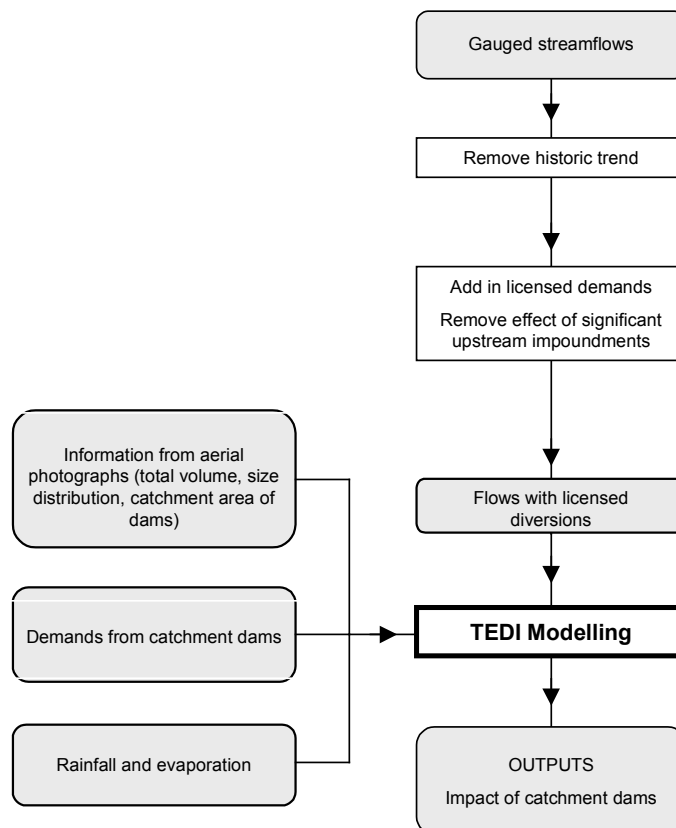 Gauged streamflows
Remove historic trend
Add in licensed demands
Remove effect of significant
upstream impoundments
Information from aerial
photographs (total volume, size
distribution, catchment area of
dams)
Flows with licensed
diversions
Demands from catchment dams
TEDI Modelling
Rainfall and evaporation
OUTPUTS
Impact of catchment dams